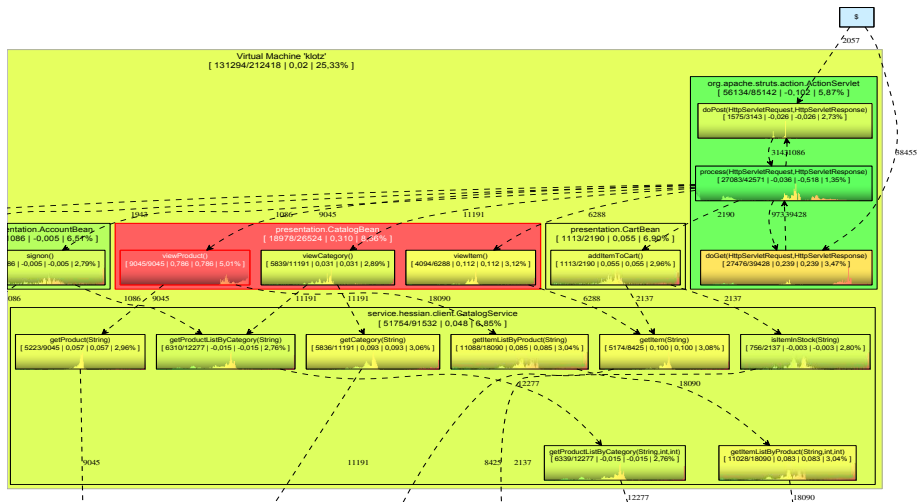 $
2057
Virtual Machine 'klotz'
[ 131294/212418 | 0,02 | 25,33% ]
org.apache.struts.action.ActionServlet
[ 56134/85142 | -0,102 | 5,87% ]
doPost(HttpServletRequest,HttpServletResponse)
[ 1575/3143 | -0,026 | -0,026 | 2,73% ]
3143
1086
38455
process(HttpServletRequest,HttpServletResponse)
[ 27083/42571 | -0,036 | -0,518 | 1,35% ]
1943
1086
9045
11191
6288
2190
973
39428
entation.AccountBean
1086 | -0,005 | 6,51% ]
presentation.CatalogBean
[ 18978/26524 | 0,310 | 8,36% ]
presentation.CartBean
[ 1113/2190 | 0,055 | 6,90% ]
signon()
86 | -0,005 | -0,005 | 2,79% ]
viewProduct()
[ 9045/9045 | 0,786 | 0,786 | 5,01% ]
viewCategory()
[ 5839/11191 | 0,031 | 0,031 | 2,89% ]
viewItem()
[ 4094/6288 | 0,112 | 0,112 | 3,12% ]
addItemToCart()
[ 1113/2190 | 0,055 | 0,055 | 2,96% ]
doGet(HttpServletRequest,HttpServletResponse)
[ 27476/39428 | 0,239 | 0,239 | 3,47% ]
086
1086
9045
11191
11191
18090
6288
2137
2137
service.hessian.client.CatalogService
[ 51754/91532 | 0,048 | 6,85% ]
getProduct(String)
[ 5223/9045 | 0,057 | 0,057 | 2,96% ]
getProductListByCategory(String)
[ 6310/12277 | -0,015 | -0,015 | 2,76% ]
getCategory(String)
[ 5836/11191 | 0,093 | 0,093 | 3,06% ]
getItemListByProduct(String)
[ 11088/18090 | 0,085 | 0,085 | 3,04% ]
getItem(String)
[ 5174/8425 | 0,100 | 0,100 | 3,08% ]
isItemInStock(String)
[ 756/2137 | -0,003 | -0,003 | 2,80% ]
12277
18090
getProductListByCategory(String,int,int)
[ 6339/12277 | -0,015 | -0,015 | 2,76% ]
getItemListByProduct(String,int,int)
[ 11028/18090 | 0,083 | 0,083 | 3,04% ]
9045
11191
8425
2137
12277
18090